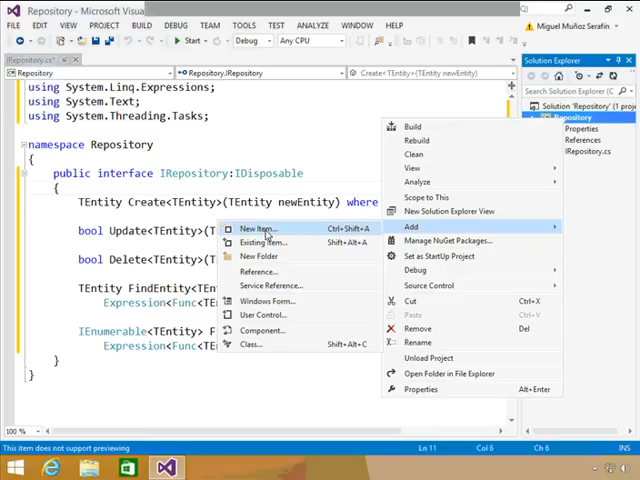 Repository - Microsoft Visual
Miguel Muñoz Serafín
FILE EDIT VIEW PROJECT BUILD DEBUG TEAM TOOLS TEST ANALYZE WINDOW HELP
Start Debug Any CPU
IRepository.cs*
Repository
Repository.IRepository
Create<TEntity>(TEntity newEntity)
using System.Linq.Expressions;
using System.Text;
using System.Threading.Tasks;
namespace Repository
{
public interface IRepository:IDisposable
{
TEntity Create<TEntity>(TEntity newEntity) where
bool Update<TEntity>(T
bool Delete<TEntity>(T
TEntity FindEntity<TEn
Expression<Func<T
IEnumerable<TEntity> F
Expression<Func<T
}
}
New Item... Ctrl+Shift+A
Existing Item... Shift+Alt+A
New Folder
Reference...
Service Reference...
Windows Form...
User Control...
Component...
Class... Shift+Alt+C
Build
Rebuild
Clean
View
Analyze
Scope to This
New Solution Explorer View
Add
Manage NuGet Packages...
Set as StartUp Project
Debug
Source Control
Cut Ctrl+X
Paste Ctrl+V
Remove Del
Rename
Unload Project
Open Folder in File Explorer
Properties Alt+Enter
Solution Explorer
Search Solution Explorer (
Solution 'Repository' (1 proj
Repository
Properties
References
IRepository.cs
100 %
This item does not support previewing
Ln 11 Col 6 Ch 6